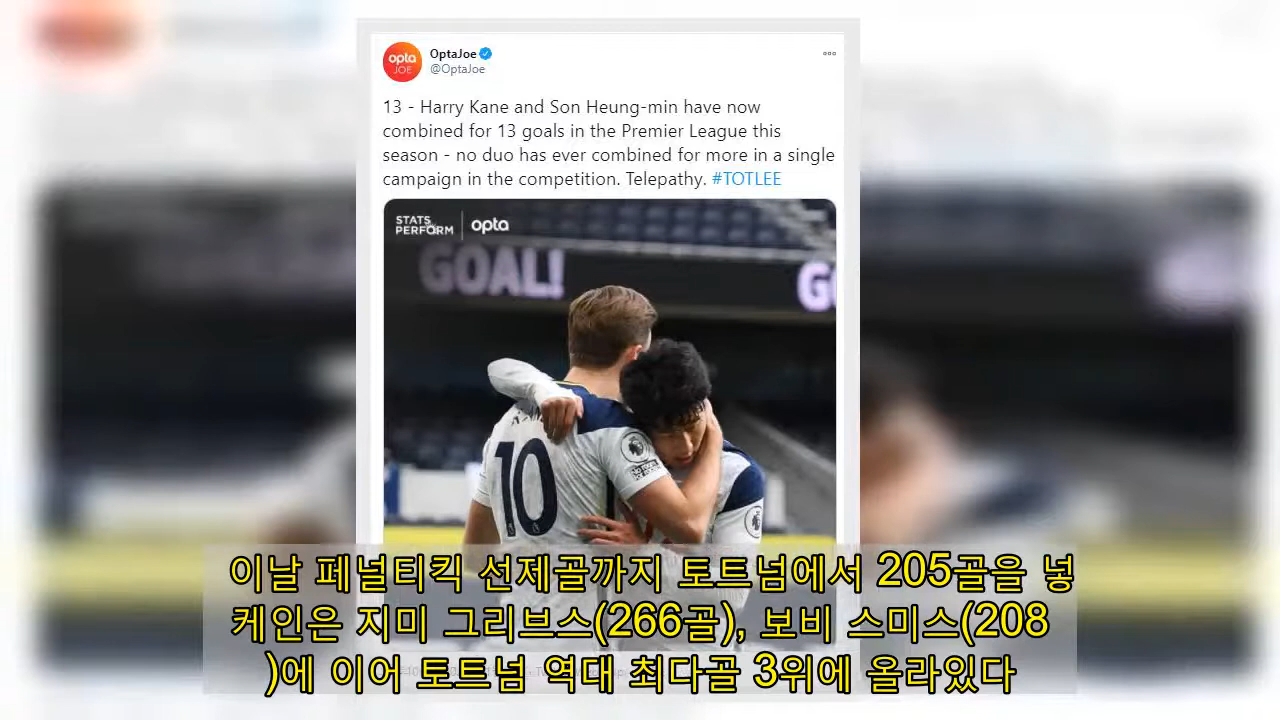 opta
JOE
OptaJoe
@OptaJoe
13 - Harry Kane and Son Heung-min have now
combined for 13 goals in the Premier League this
season - no duo has ever combined for more in a single
campaign in the competition. Telepathy. #TOTLEE
STATS
PERFORM
opta
GOAL!
GO
10
이날 페널티킥 선제골까지 토트넘에서 205골을 넣
케인은 지미 그리브스(266골), 보비 스미스(208
)에 이어 토트넘 역대 최다골 3위에 올라있다